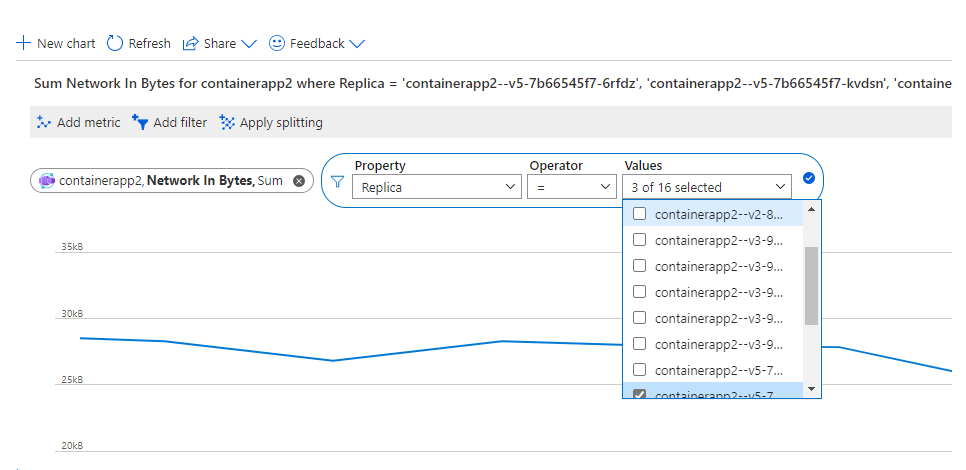 New chart Refresh Share Feedback
Sum Network In Bytes for containerapp2 where Replica = 'containerapp2--v5-7b66545f7-6rfdz', 'containerapp2--v5-7b66545f7-kvdsn', 'containe
Add metric Add filter Apply splitting
Property Operator Values
containerapp2, Network In Bytes, Sum Replica = 3 of 16 selected
containerapp2--v2-8...
containerapp2--v3-9...
35kB
containerapp2--v3-9...
containerapp2--v3-9...
30kB
containerapp2--v3-9...
containerapp2--v3-9...
containerapp2--v5-7...
25kB
containerapp2--v5-7
20kB